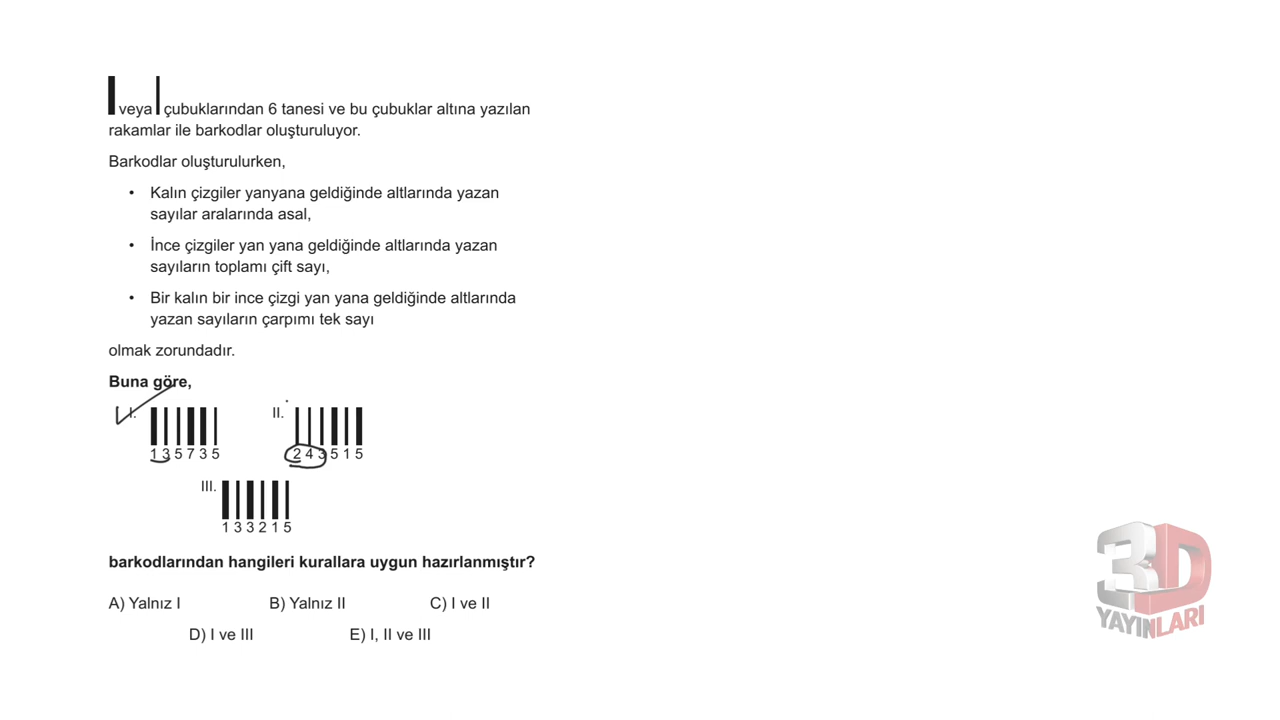 veya çubuklarından 6 tanesi ve bu çubuklar altına yazılan
rakamlar ile barkodlar oluşturuluyor.
Barkodlar oluşturulurken,
• Kalın çizgiler yanyana geldiğinde altlarında yazan
sayılar aralarında asal,
• İnce çizgiler yan yana geldiğinde altlarında yazan
sayıların toplamı çift sayı,
• Bir kalın bir ince çizgi yan yana geldiğinde altlarında
yazan sayıların çarpımı tek sayı
olmak zorundadır.
Buna göre,
I. II.
1 3 5 7 3 5 2 4 3 5 1 5
III.
1 3 3 2 1 5
barkodlarından hangileri kurallara uygun hazırlanmıştır?
A) Yalnız I B) Yalnız II C) I ve II
D) I ve III E) I, II ve III
3D
YAYINLARI